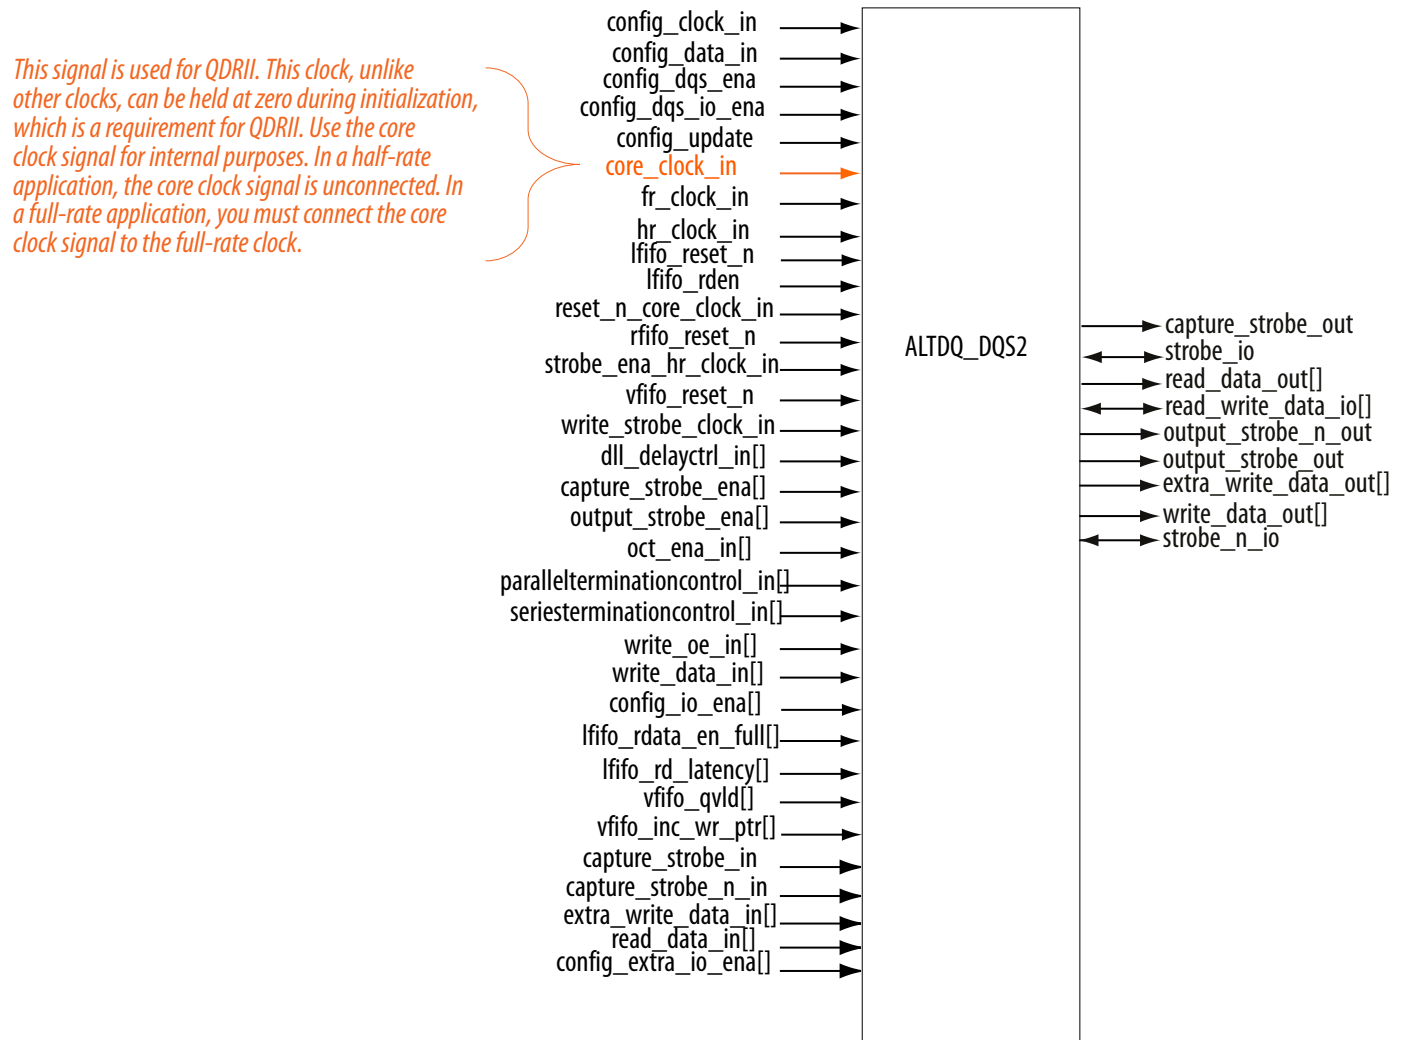 This signal is used for QDRII. This clock, unlike
other clocks, can be held at zero during initialization,
which is a requirement for QDRII. Use the core
clock signal for internal purposes. In a half-rate
application, the core clock signal is unconnected. In
a full-rate application, you must connect the core
clock signal to the full-rate clock.
config_clock_in
config_data_in
config_dqs_ena
config_dqs_io_ena
config_update
core_clock_in
fr_clock_in
hr_clock_in
lfifo_reset_n
lfifo_rden
reset_n_core_clock_in
rfifo_reset_n
strobe_ena_hr_clock_in
vfifo_reset_n
write_strobe_clock_in
dll_delayctrl_in[]
capture_strobe_ena[]
output_strobe_ena[]
oct_ena_in[]
parallelterminationcontrol_in[]
seriesterminationcontrol_in[]
write_oe_in[]
write_data_in[]
config_io_ena[]
lfifo_rdata_en_full[]
lfifo_rd_latency[]
vfifo_qvld[]
vfifo_inc_wr_ptr[]
capture_strobe_in
capture_strobe_n_in
extra_write_data_in[]
read_data_in[]
config_extra_io_ena[]
ALTDQ_DQS2
capture_strobe_out
strobe_io
read_data_out[]
read_write_data_io[]
output_strobe_n_out
output_strobe_out
extra_write_data_out[]
write_data_out[]
strobe_n_io